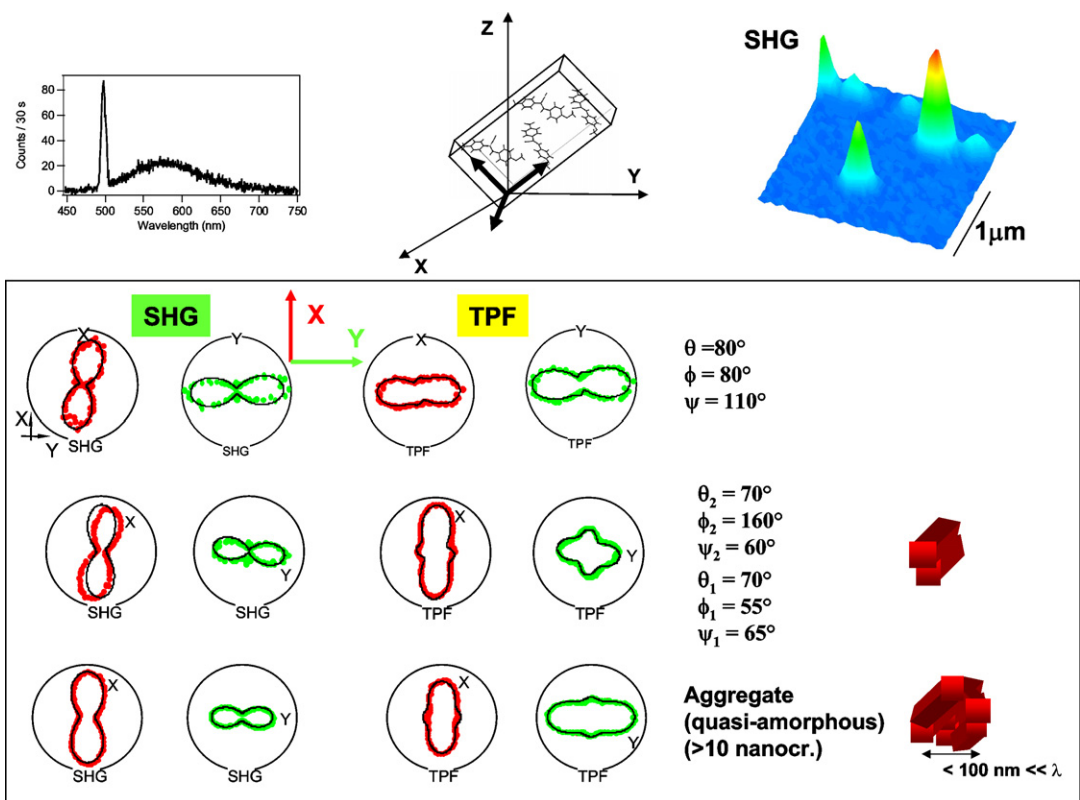 Counts / 30 s
80
60
40
20
0
450 500 550 600 650 700 750
Wavelength (nm)
Z
Y
X
SHG
1μm
SHG
X
Y
TPF
X
Y
X
Y
X
Y
SHG
SHG
TPF
TPF
θ =80°
ϕ = 80°
ψ = 110°
X
Y
X
Y
SHG
SHG
TPF
TPF
θ₂ = 70°
ϕ₂ = 160°
ψ₂ = 60°
θ₁ = 70°
ϕ₁ = 55°
ψ₁ = 65°
X
Y
X
Y
SHG
SHG
TPF
TPF
Aggregate
(quasi-amorphous)
(>10 nanocr.)
< 100 nm << λ